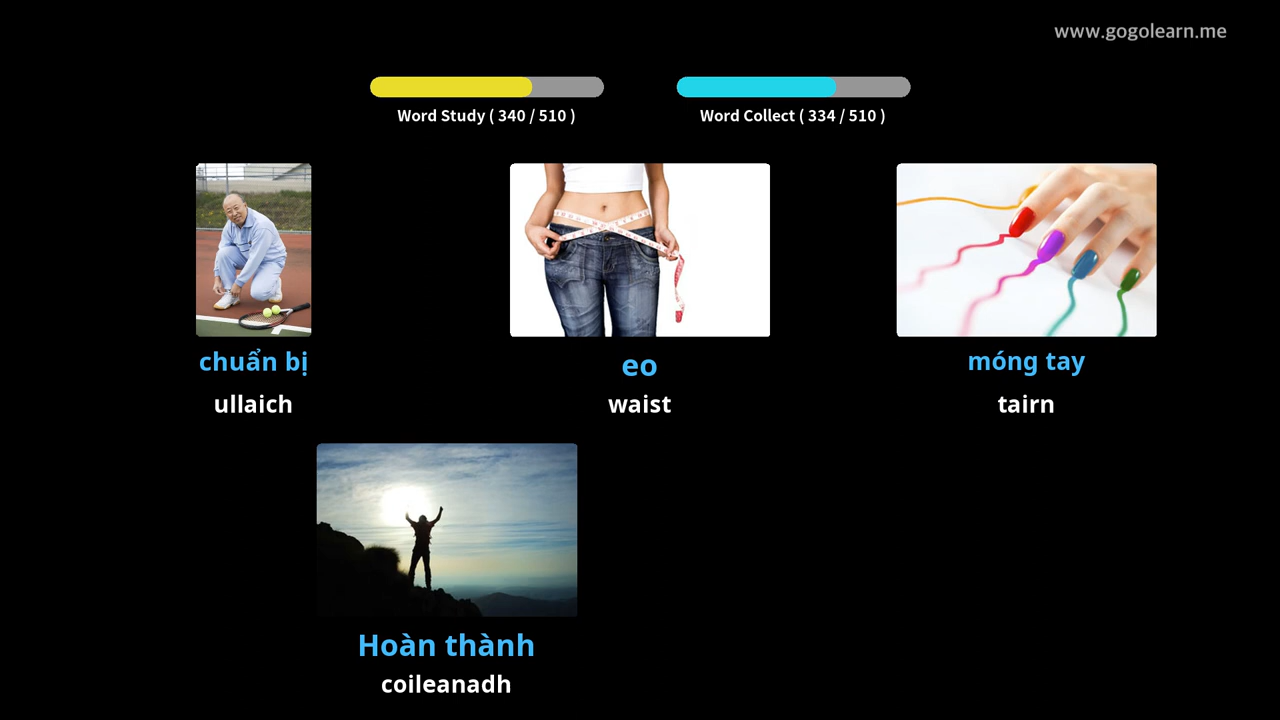 www.gogolearn.me
Word Study ( 340 / 510 )
Word Collect ( 334 / 510 )
chuẩn bị
ullaich
eo
waist
móng tay
tairn
Hoàn thành
coileanadh